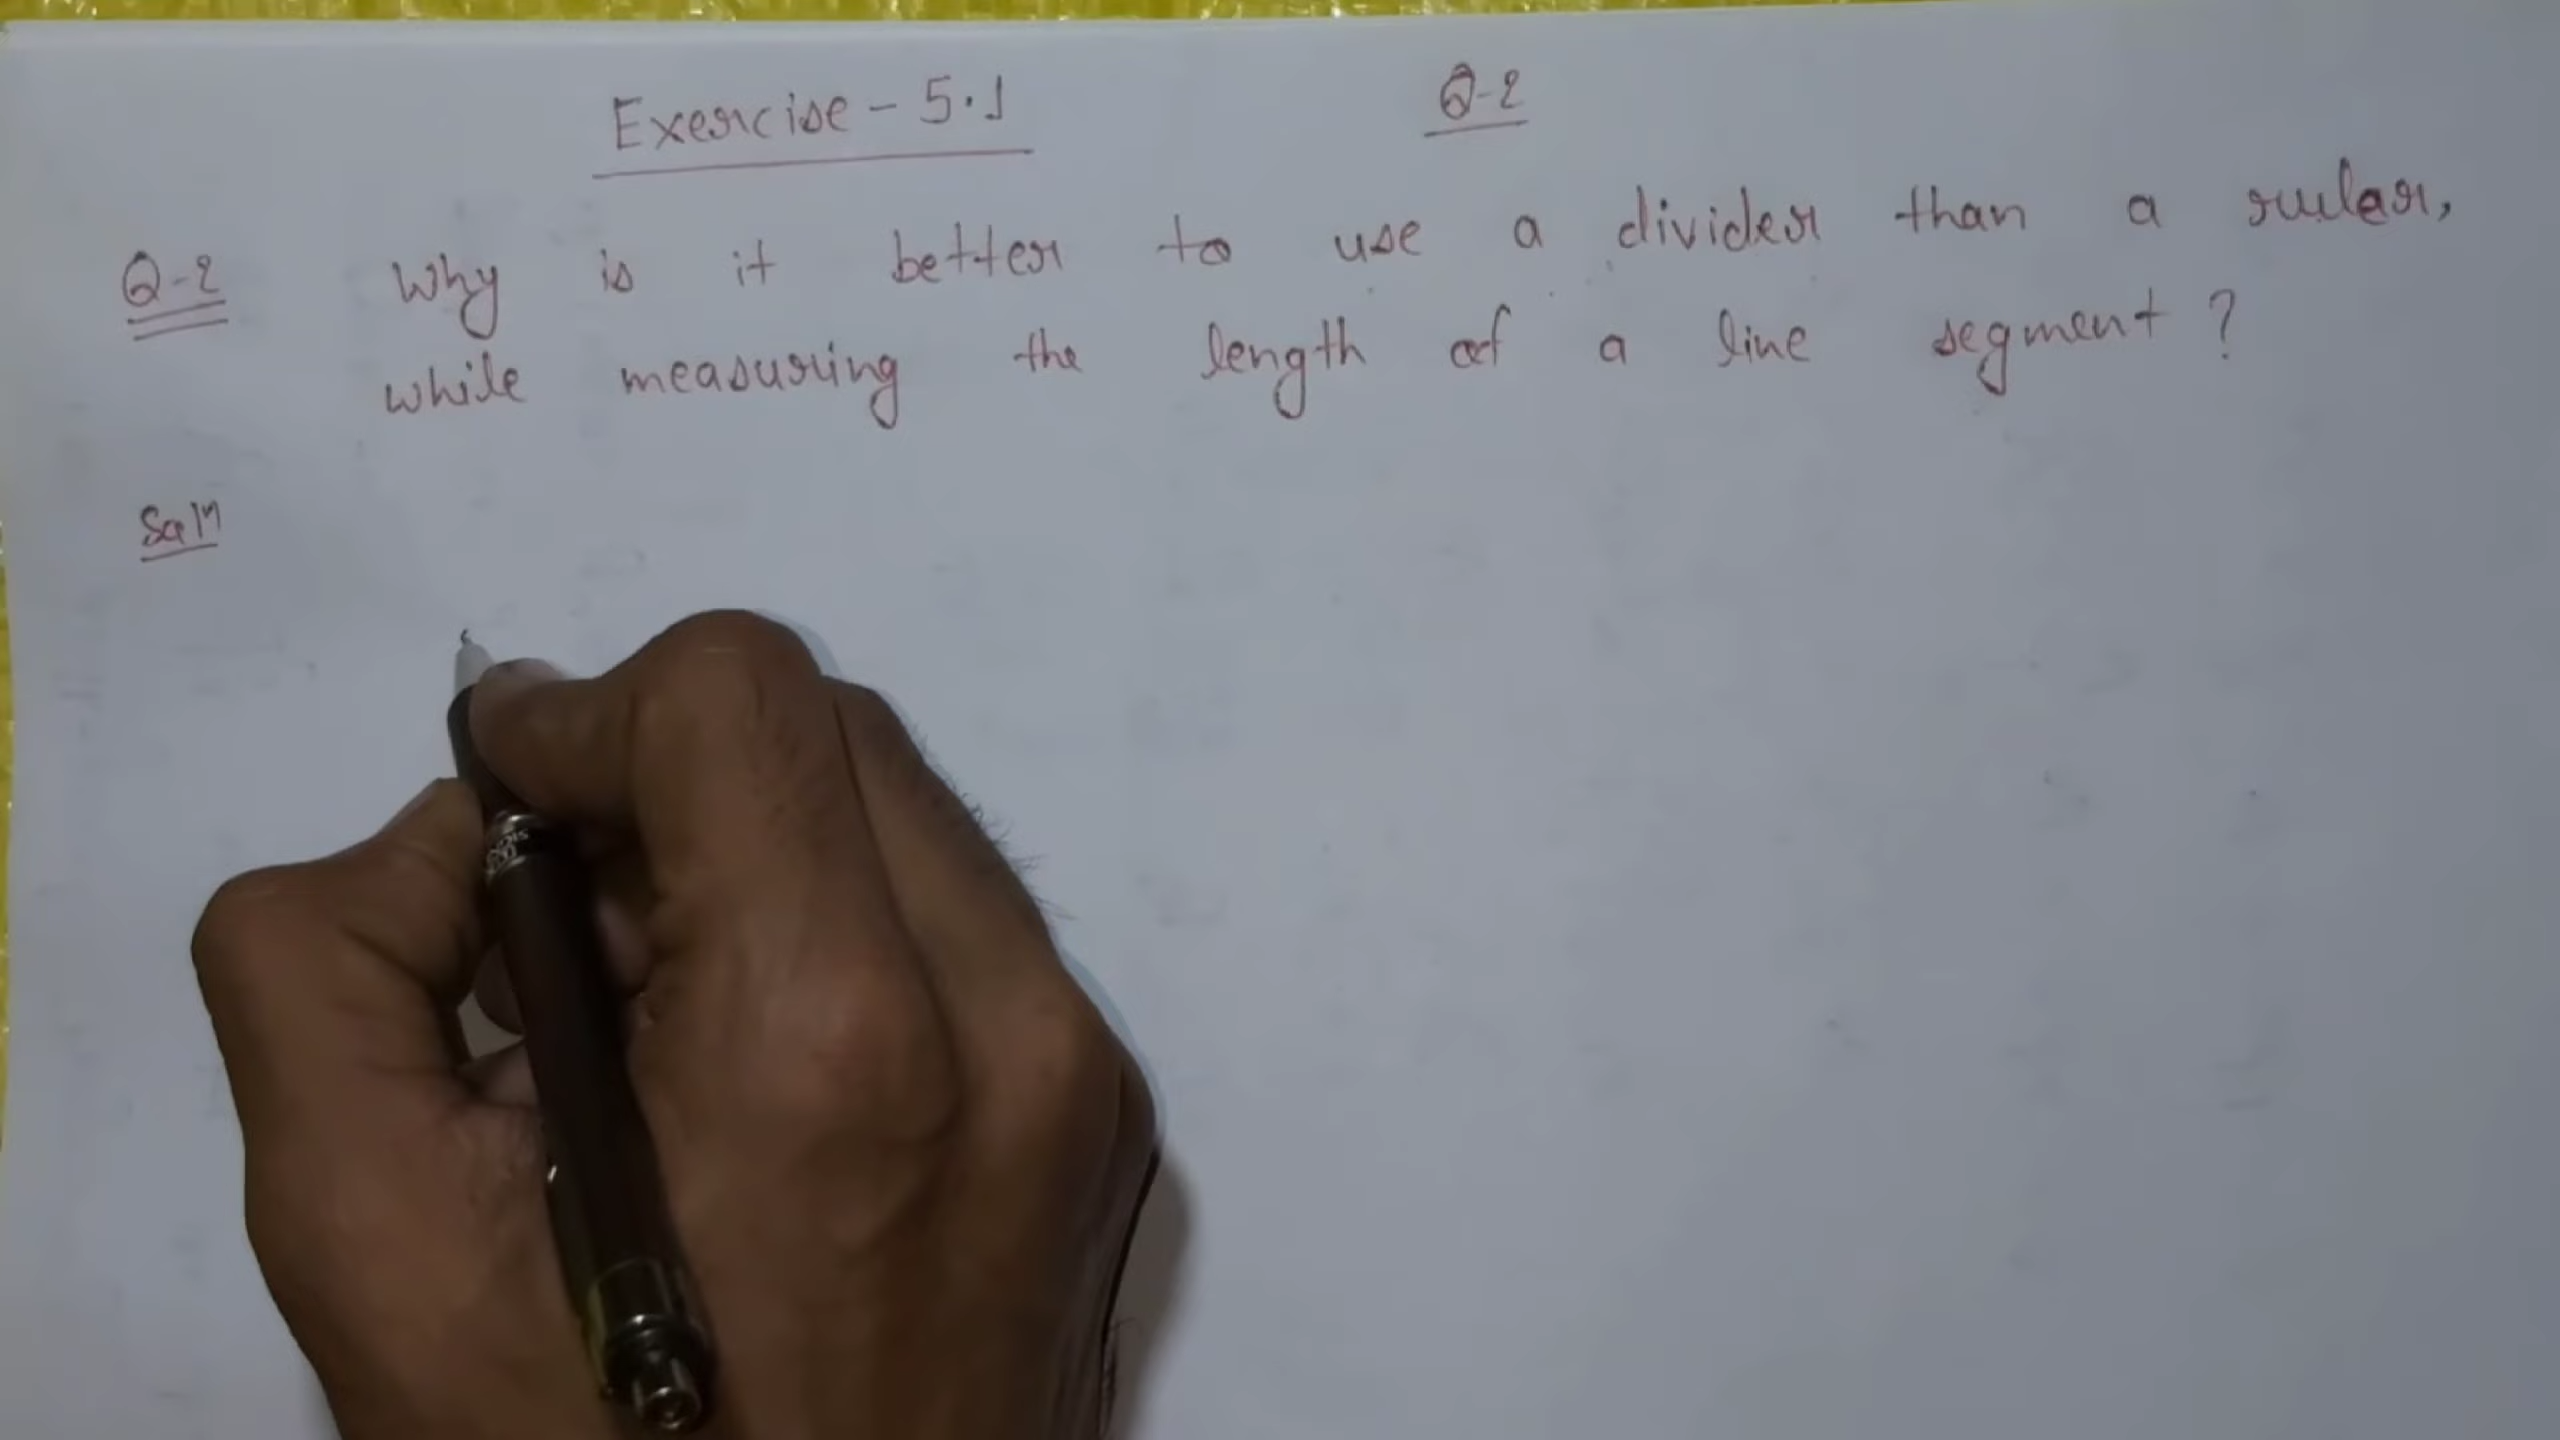 Exercise - 5.1 Q-2
Q-2 Why is it better to use a divider than a ruler,
while measuring the length of a line segment ?
Solⁿ